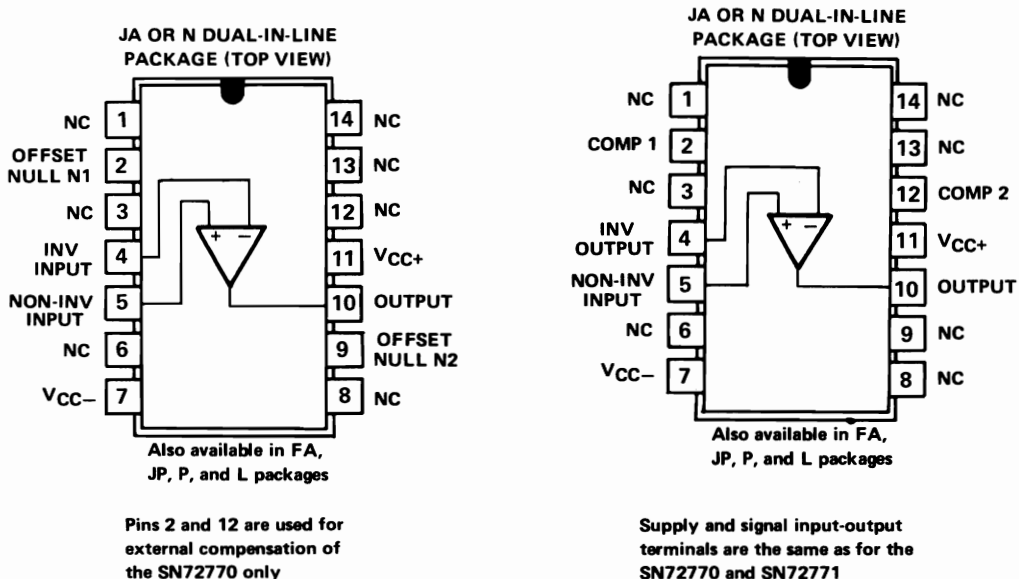 JA OR N DUAL-IN-LINE
PACKAGE (TOP VIEW)
NC 1
14 NC
OFFSET
NULL N1 2
13 NC
NC 3
12 NC
INV
INPUT 4
11 VCC+
NON-INV
INPUT 5
10 OUTPUT
NC 6
9 OFFSET
NULL N2
VCC− 7
8 NC
+ −
Also available in FA,
JP, P, and L packages
Pins 2 and 12 are used for
external compensation of
the SN72770 only
JA OR N DUAL-IN-LINE
PACKAGE (TOP VIEW)
NC 1
14 NC
COMP 1 2
13 NC
NC 3
12 COMP 2
INV
OUTPUT 4
11 VCC+
NON-INV
INPUT 5
10 OUTPUT
NC 6
9 NC
VCC− 7
8 NC
+ −
Also available in FA,
JP, P, and L packages
Supply and signal input-output
terminals are the same as for the
SN72770 and SN72771